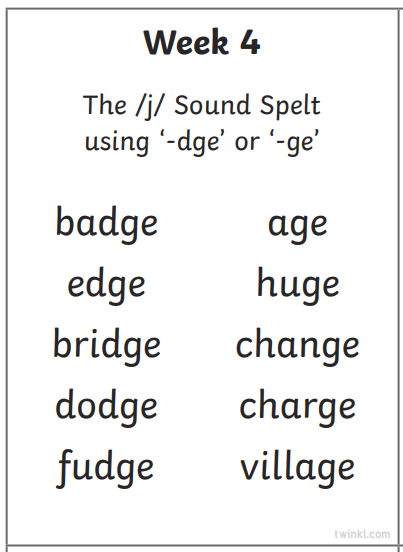 Week 4
The /j/ Sound Spelt
using ‘-dge’ or ‘-ge’
badge age
edge huge
bridge change
dodge charge
fudge village
twinkl.com